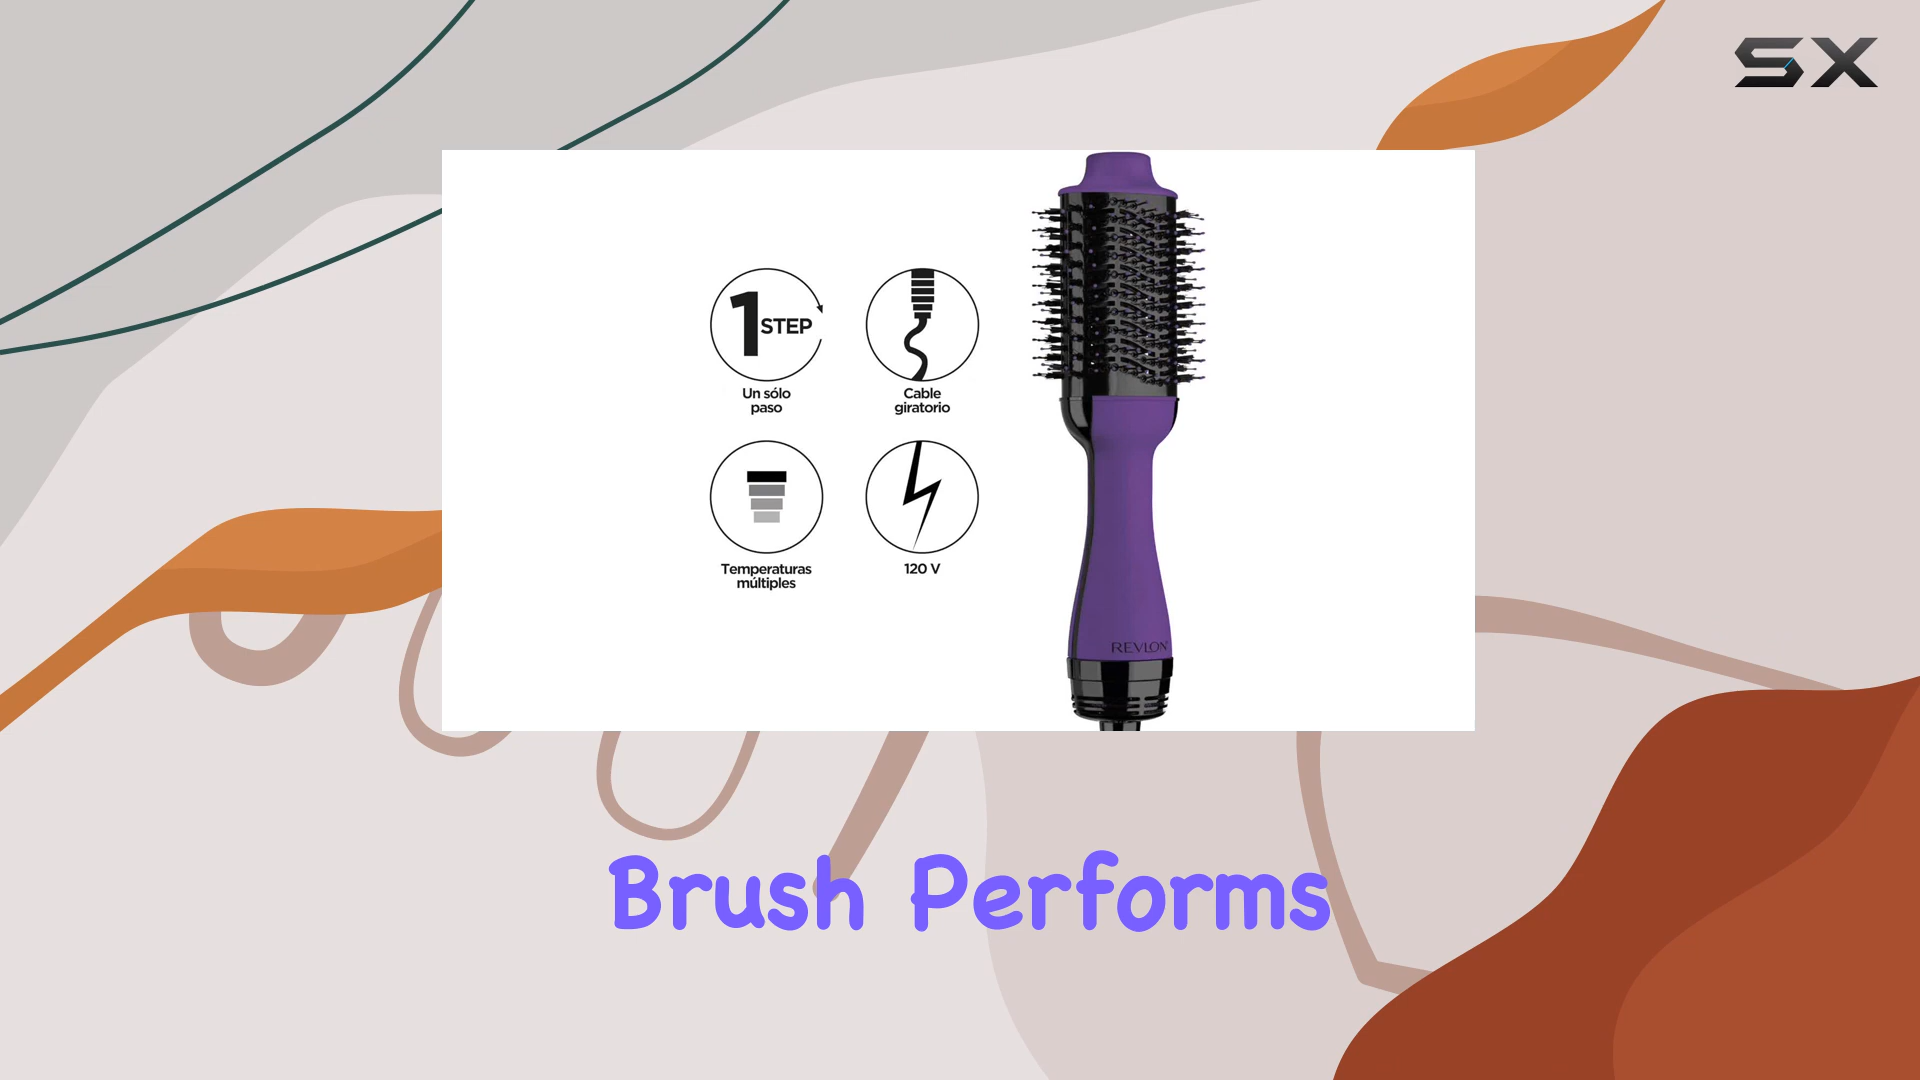 SX
1 STEP
Un sólo
paso
Cable
giratorio
Temperaturas
múltiples
120 V
REVLON
Brush Performs